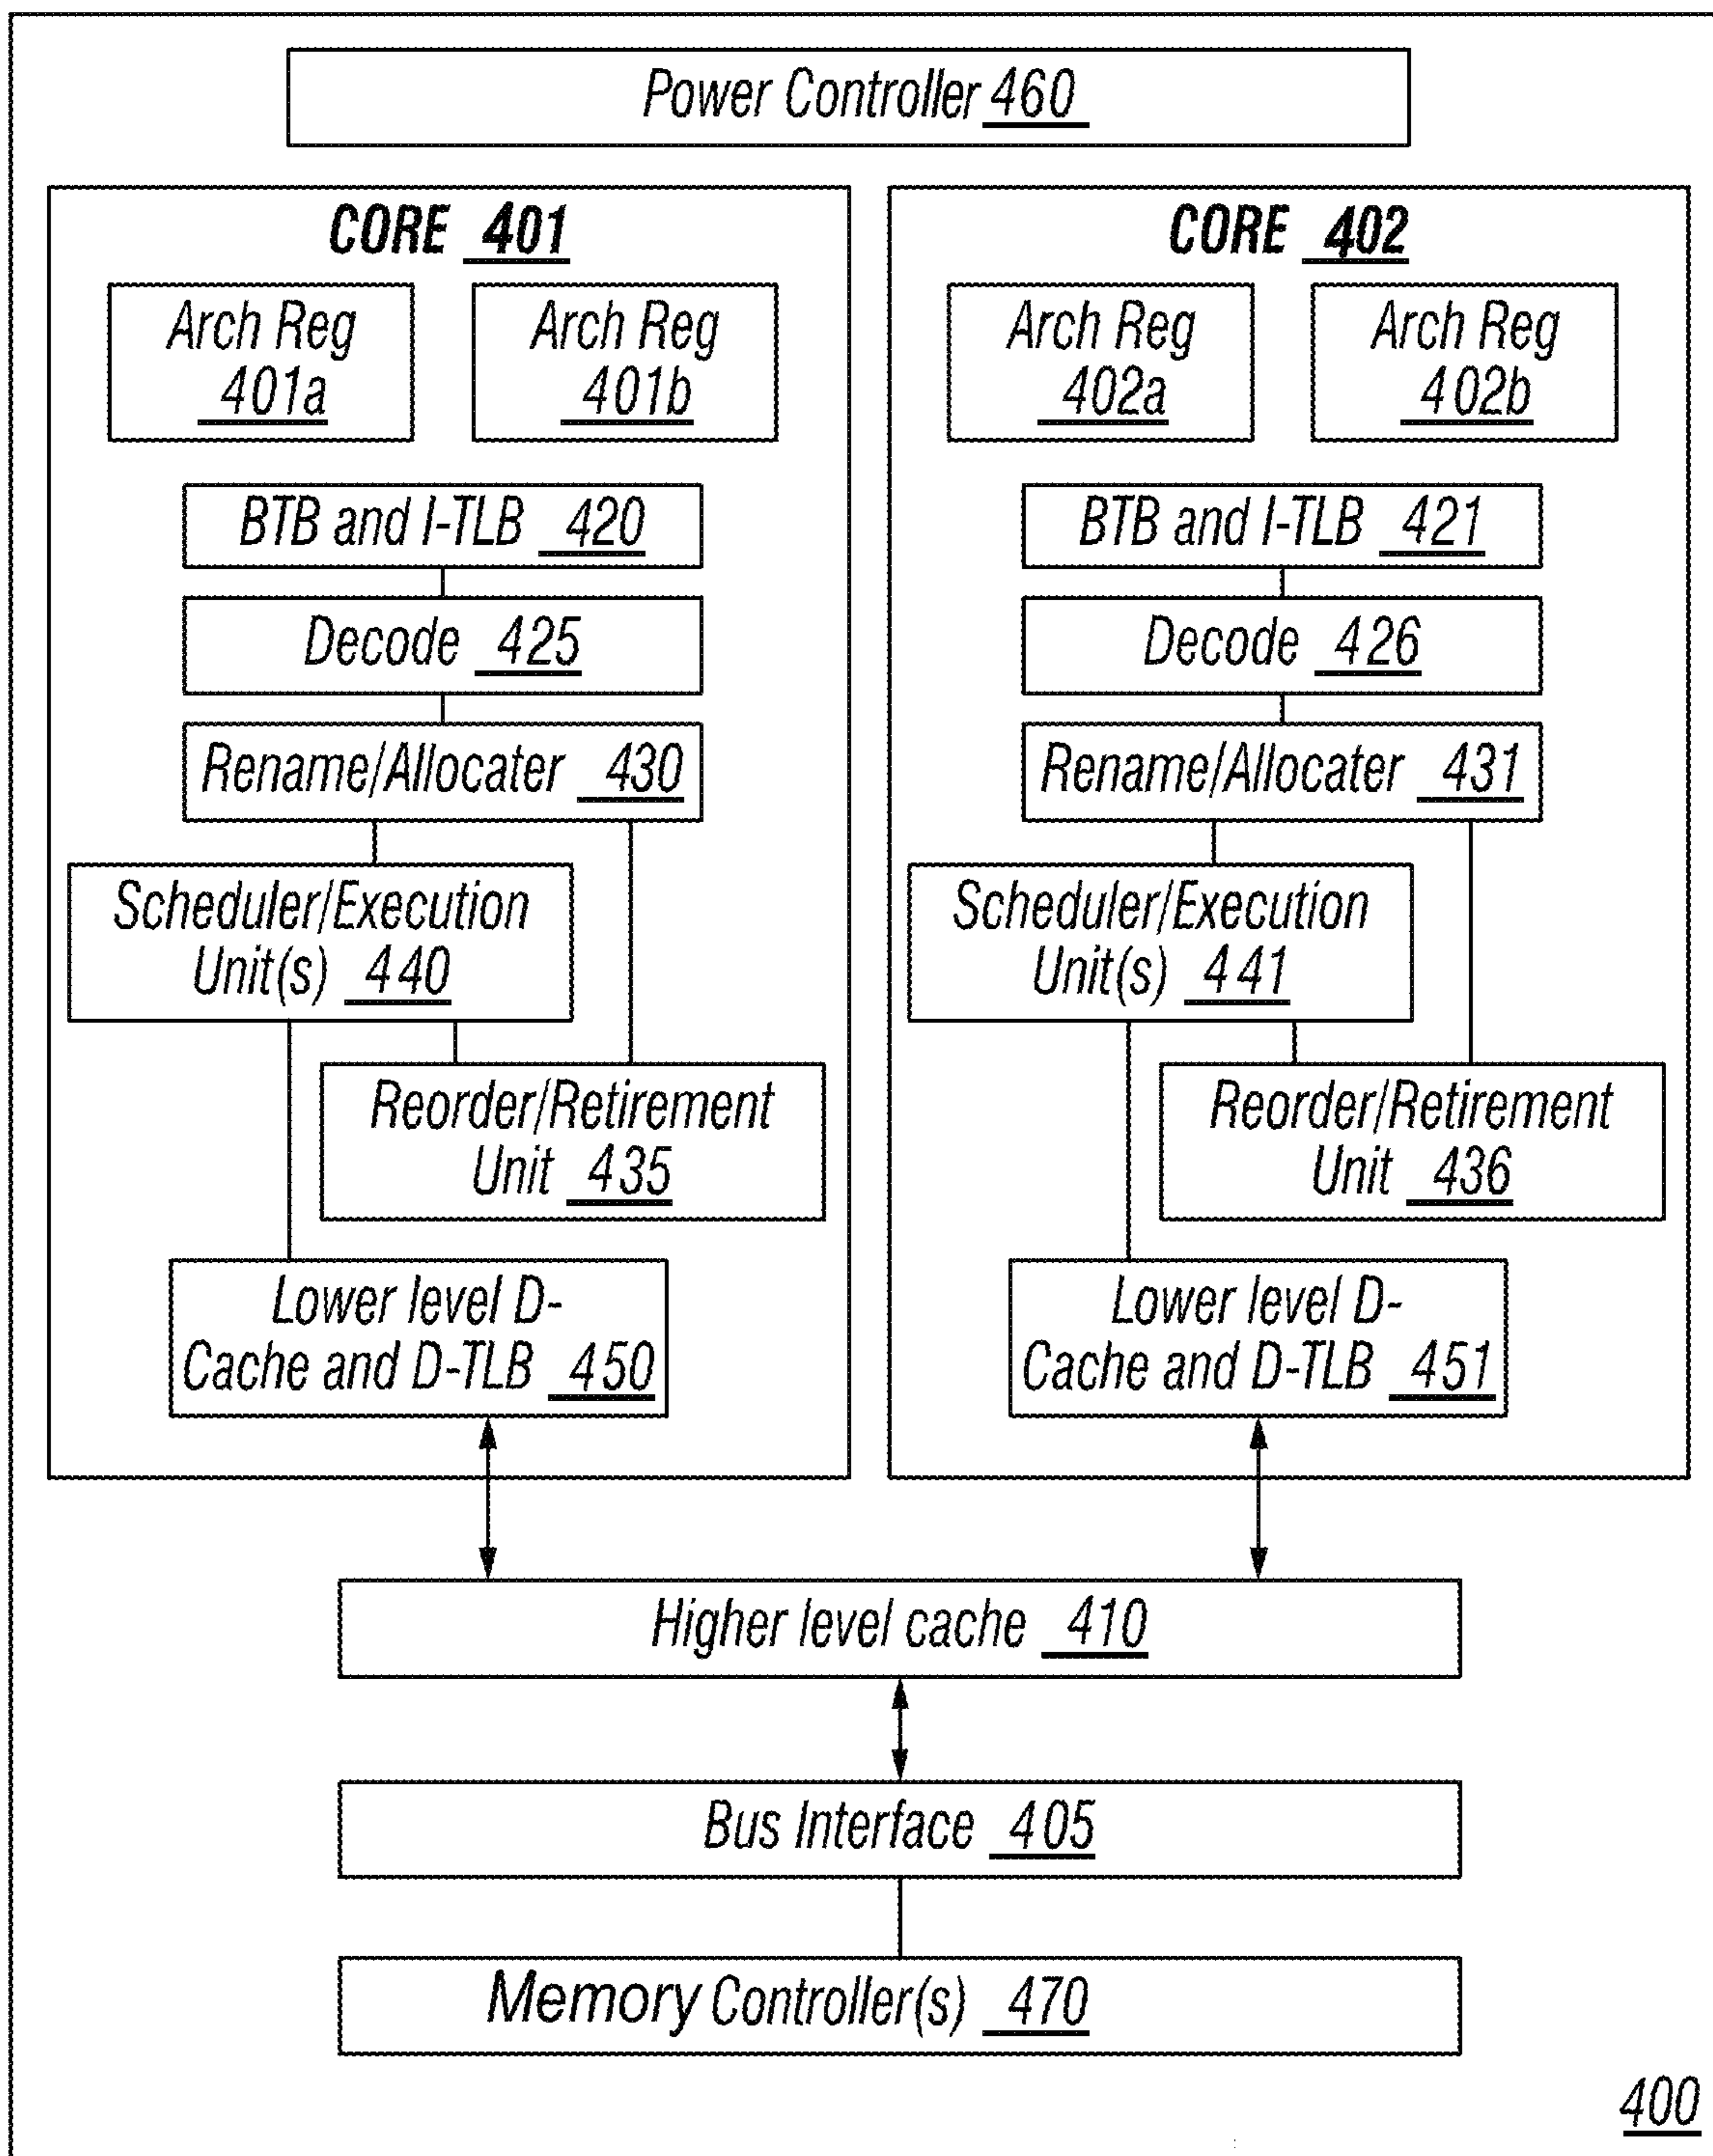 Power Controller 460
CORE 401
Arch Reg
401a
Arch Reg
401b
BTB and I-TLB 420
Decode 425
Rename/Allocater 430
Scheduler/Execution
Unit(s) 440
Reorder/Retirement
Unit 435
Lower level D-
Cache and D-TLB 450
CORE 402
Arch Reg
402a
Arch Reg
402b
BTB and I-TLB 421
Decode 426
Rename/Allocater 431
Scheduler/Execution
Unit(s) 441
Reorder/Retirement
Unit 436
Lower level D-
Cache and D-TLB 451
Higher level cache 410
Bus Interface 405
Memory Controller(s) 470
400